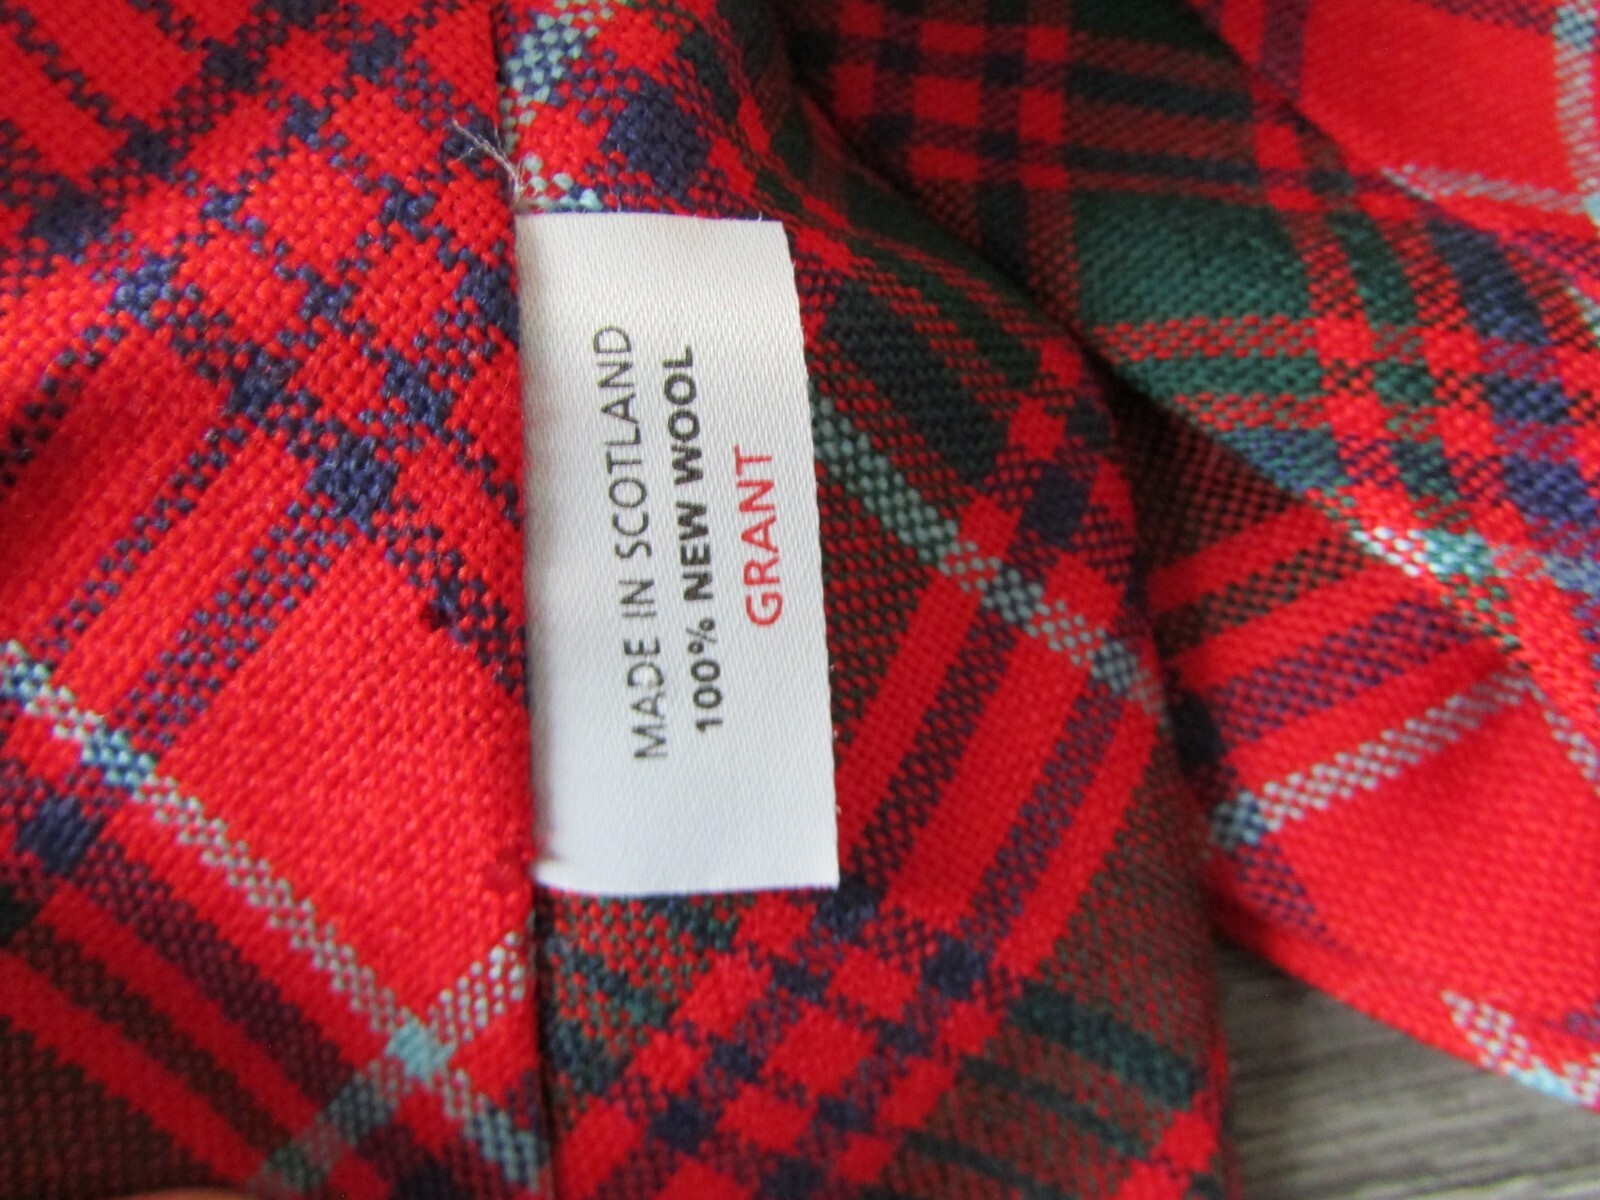 MADE IN SCOTLAND
100% NEW WOOL
GRANT